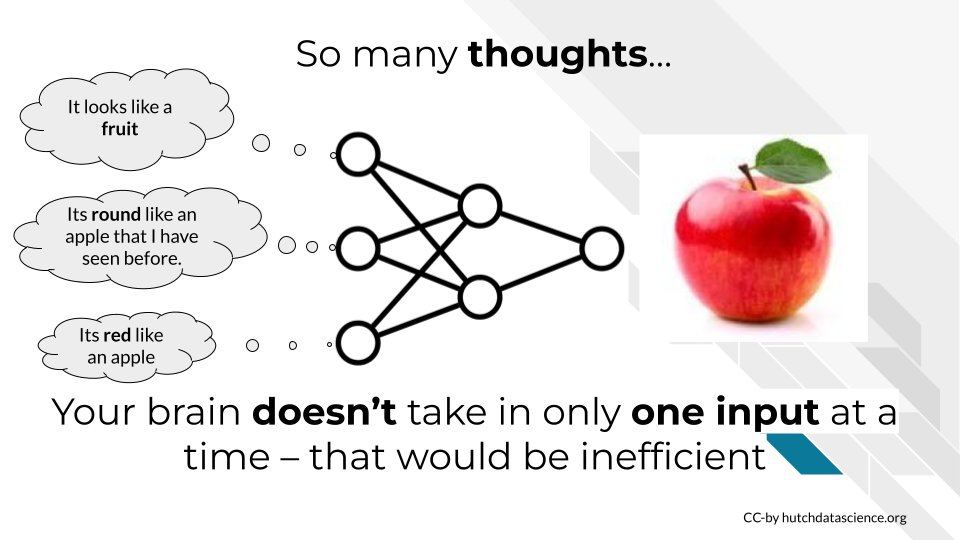 So many thoughts...
It looks like a
fruit
Its round like an
apple that I have
seen before.
Its red like
an apple
Your brain doesn’t take in only one input at a
time – that would be inefficient
CC-by hutchdatascience.org